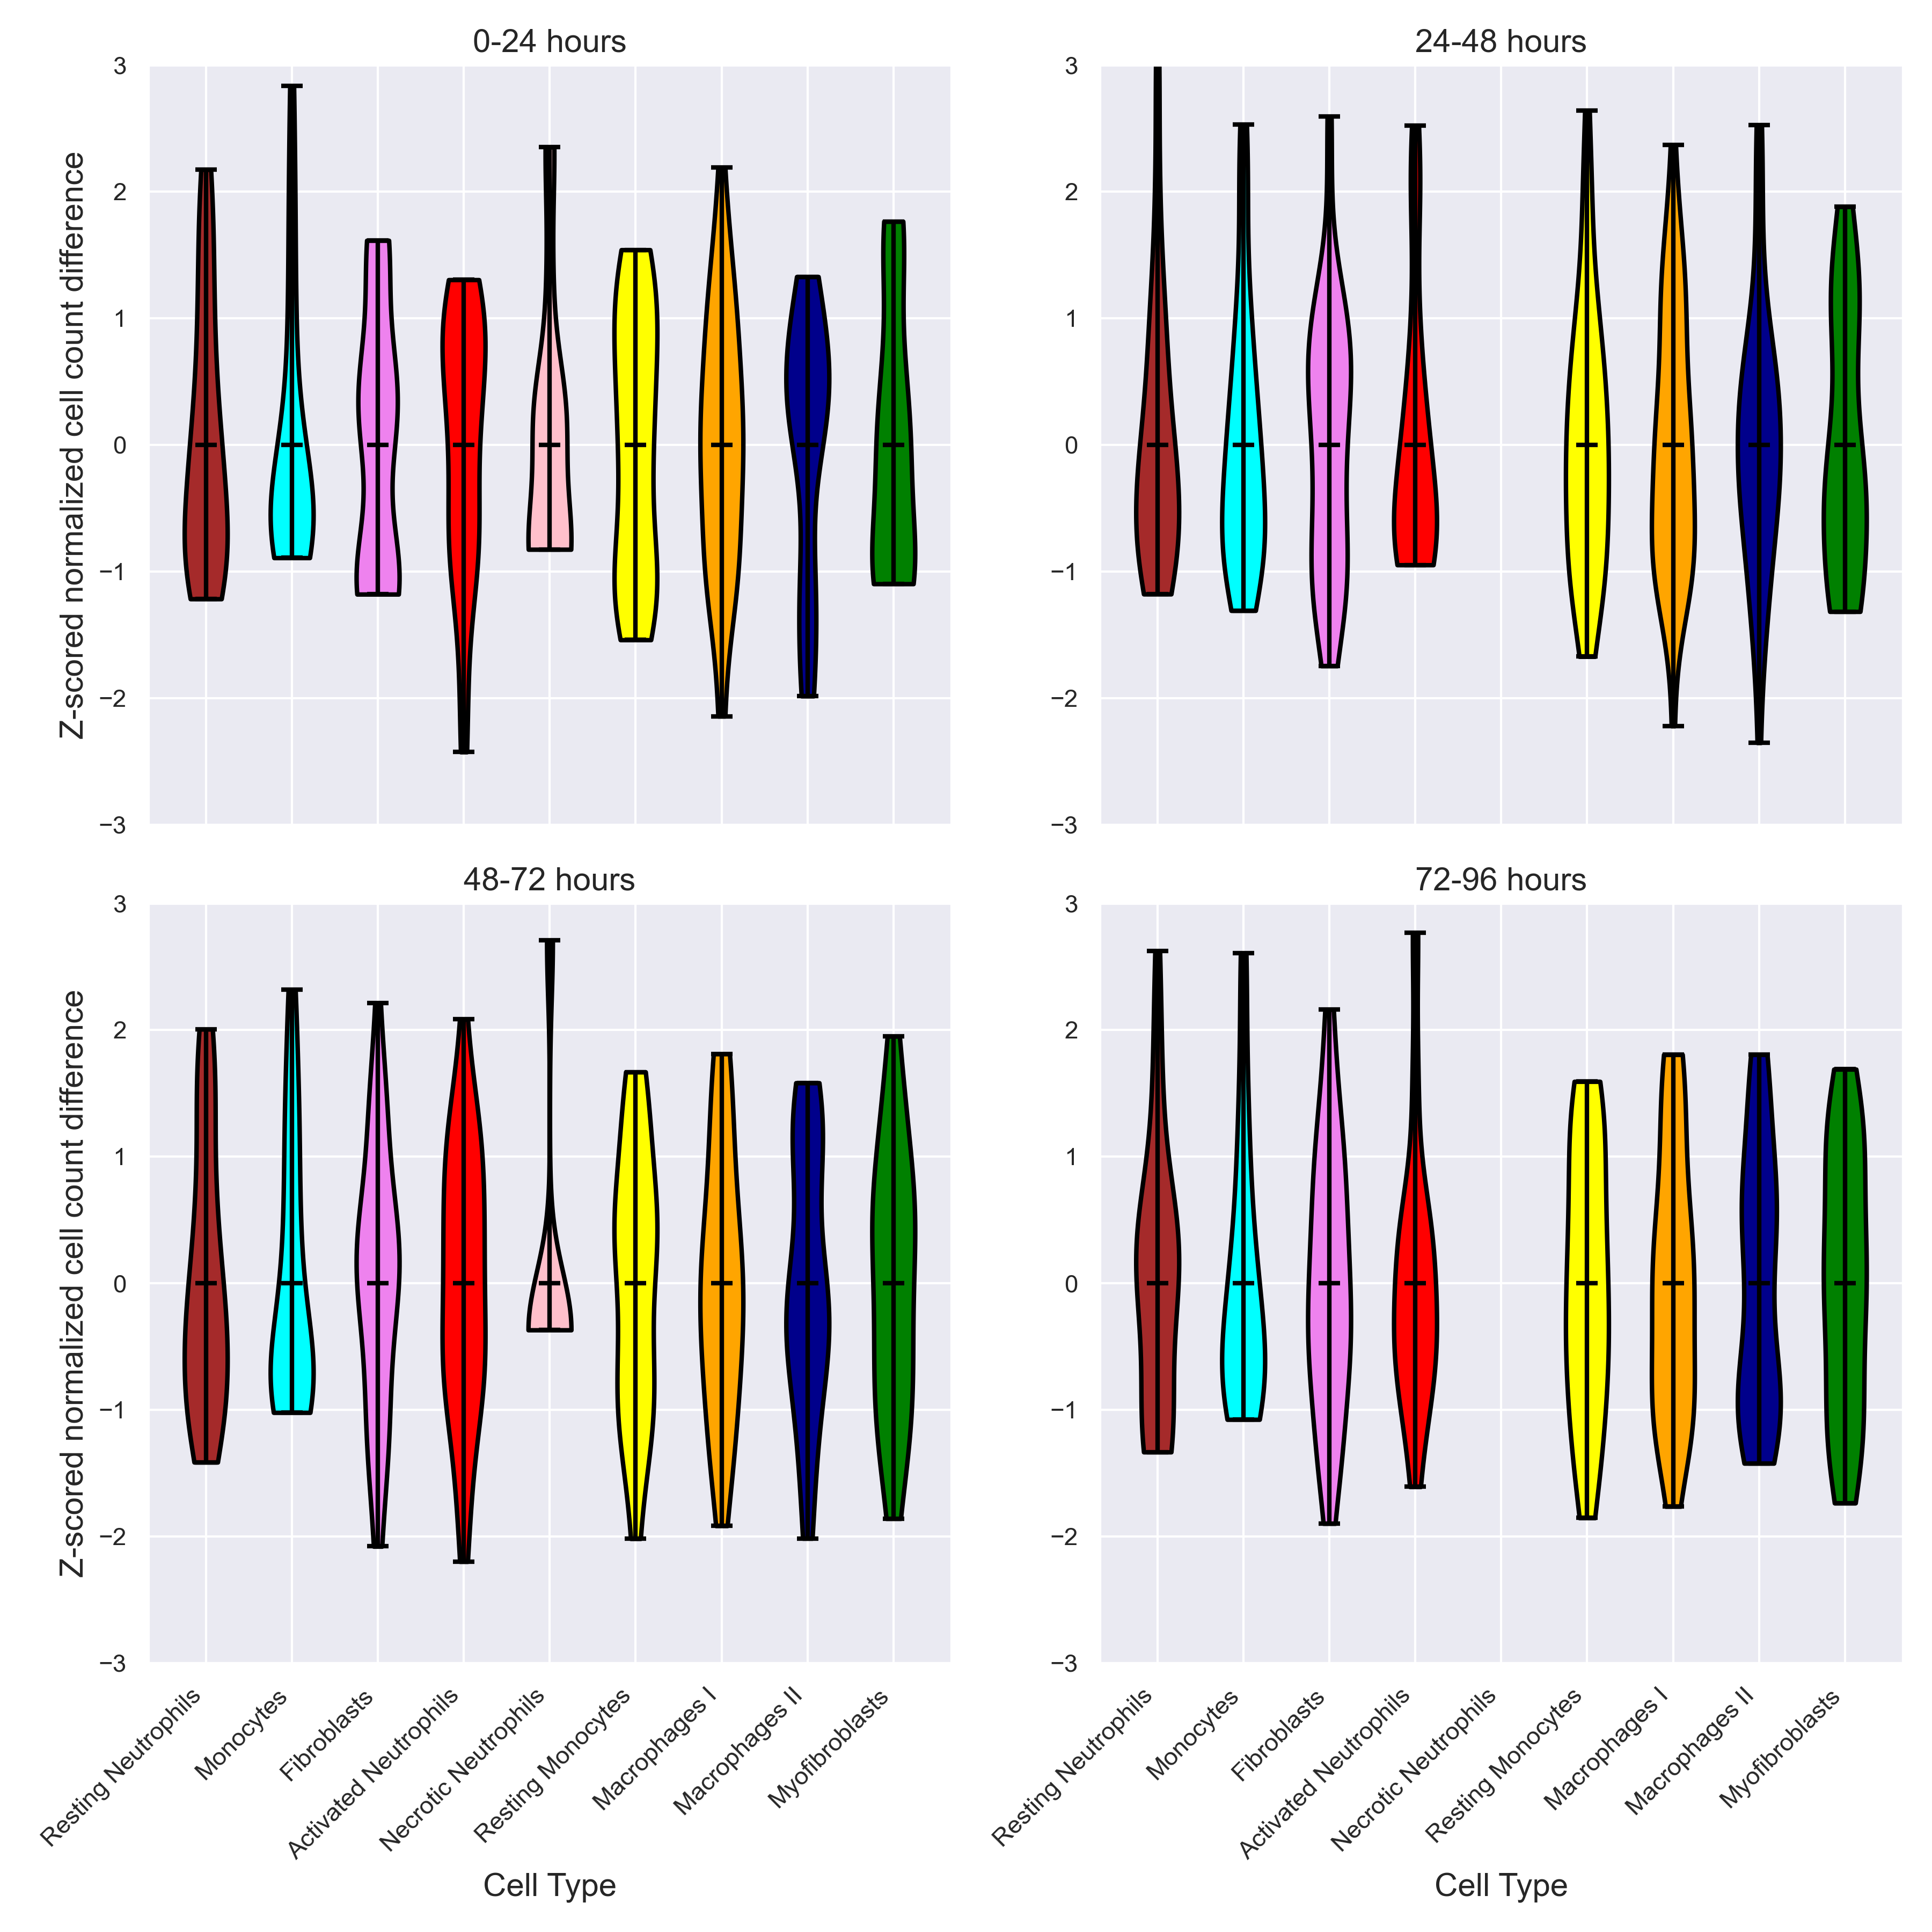 0-24 hours
24-48 hours
Z-scored normalized cell count difference
3
2
1
0
−1
−2
−3
3
2
1
0
−1
−2
−3
48-72 hours
72-96 hours
Z-scored normalized cell count difference
3
2
1
0
−1
−2
−3
3
2
1
0
−1
−2
−3
Resting Neutrophils
Monocytes
Fibroblasts
Activated Neutrophils
Necrotic Neutrophils
Resting Monocytes
Macrophages I
Macrophages II
Myofibroblasts
Resting Neutrophils
Monocytes
Fibroblasts
Activated Neutrophils
Necrotic Neutrophils
Resting Monocytes
Macrophages I
Macrophages II
Myofibroblasts
Cell Type
Cell Type